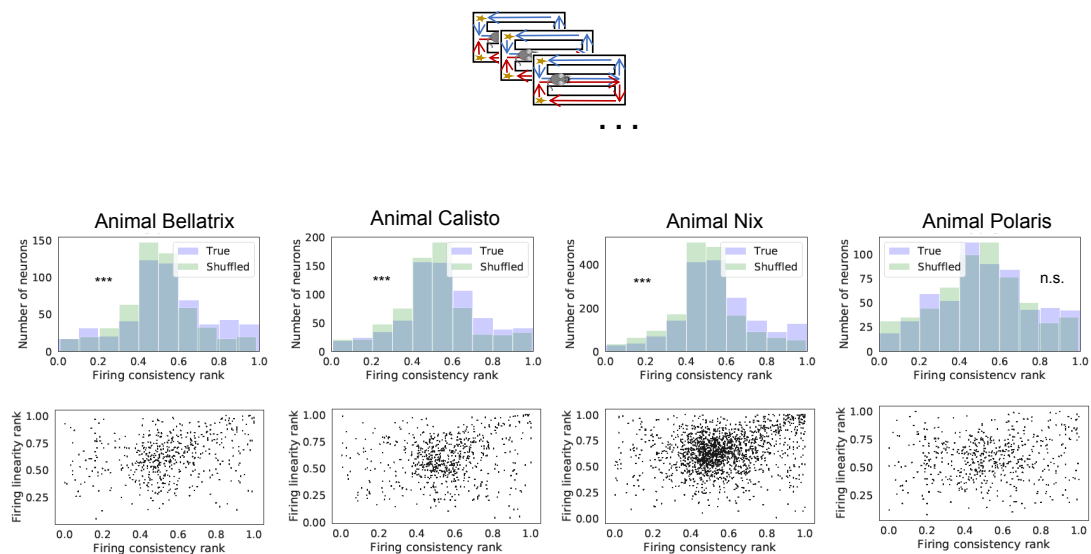 . . .
Animal Bellatrix
Animal Calisto
Animal Nix
Animal Polaris
Number of neurons
150
100
50
0
***
True
Shuffled
0.0 0.2 0.4 0.6 0.8 1.0
Firing consistency rank
Number of neurons
200
150
100
50
0
***
True
Shuffled
0.0 0.2 0.4 0.6 0.8 1.0
Firing consistency rank
Number of neurons
400
200
0
***
True
Shuffled
0.0 0.2 0.4 0.6 0.8 1.0
Firing consistency rank
Number of neurons
100
75
50
25
0
n.s.
True
Shuffled
0.0 0.2 0.4 0.6 0.8 1.0
Firing consistency rank
Firing linearity rank
1.00
0.75
0.50
0.25
0.0 0.2 0.4 0.6 0.8 1.0
Firing consistency rank
Firing linearity rank
1.00
0.75
0.50
0.25
0.00
0.0 0.2 0.4 0.6 0.8 1.0
Firing consistency rank
Firing linearity rank
1.00
0.75
0.50
0.25
0.00
0.0 0.2 0.4 0.6 0.8 1.0
Firing consistency rank
Firing linearity rank
1.00
0.75
0.50
0.25
0.0 0.2 0.4 0.6 0.8 1.0
Firing consistency rank